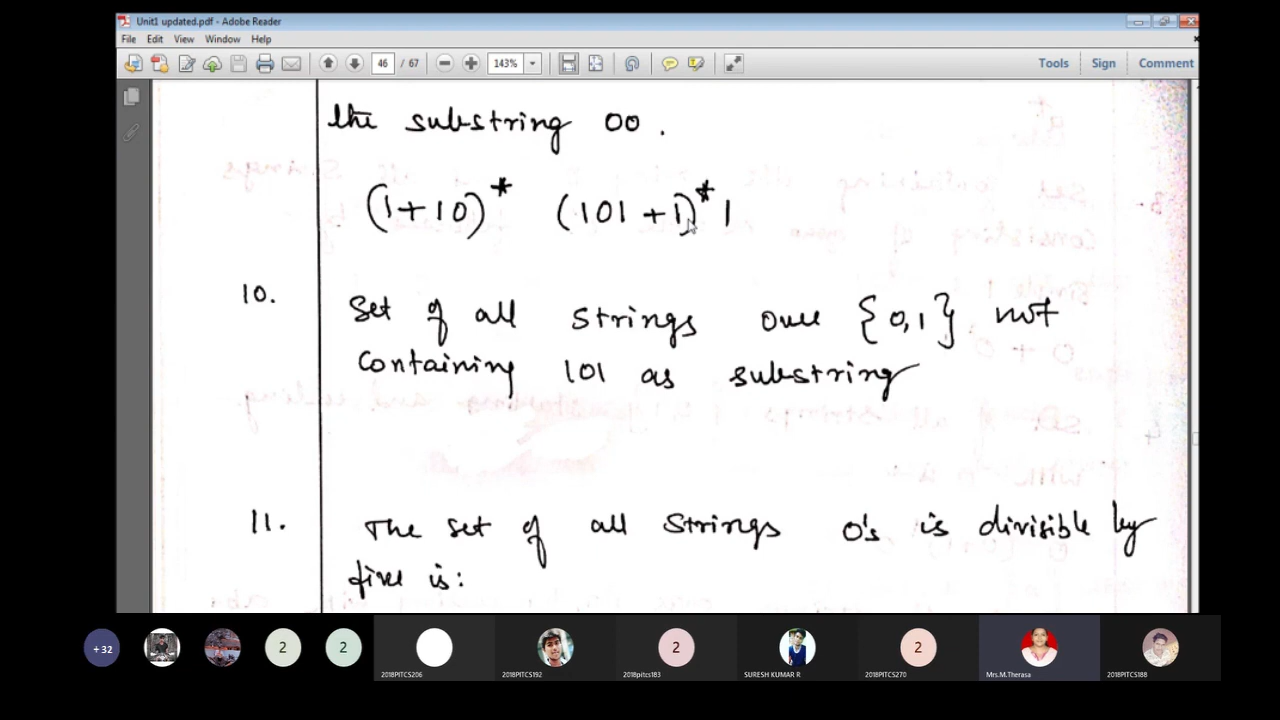 Unit1 updated.pdf - Adobe Reader
File Edit View Window Help
46 / 67 143% Tools Sign Comment
the substring 00.
(1+10)* (101+1)*1
10. Set of all strings over {0,1} not
containing 101 as substring
11. The set of all strings 0's is divisible by
five is:
+32 2 2 2 2
2018PITCS206 2018PITCS192 2018pitcs183 SURESH KUMAR R 2018PITCS270 Mrs.M.Therasa 2018PITCS188